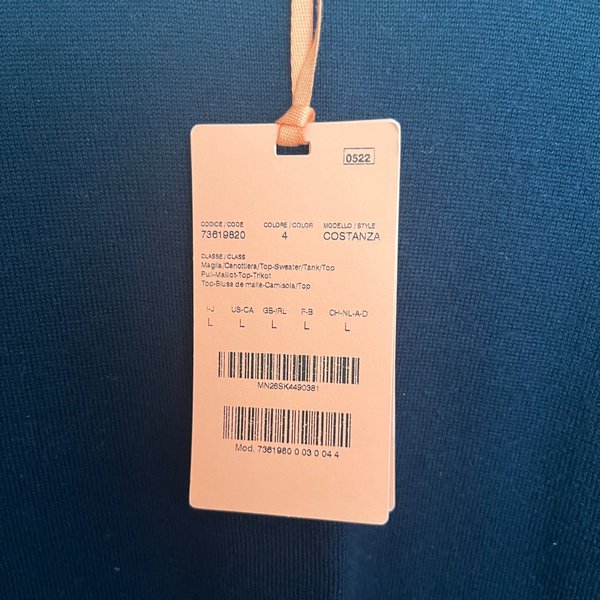 0522
CODICE / CODE COLORE / COLOR MODELLO / STYLE
73619820 4 COSTANZA
CLASSE / CLASS
Maglia/Canottiera/Top-Sweater/Tank/Top
Pull-Maillot-Top-Trikot
Top-Blusa de malla-Camisola/Top
I-J US-CA GB-IRL F-B CH-NL-A-D
L L L L L
MN26SK4490381
Mod. 7361980 0 03 0 04 4